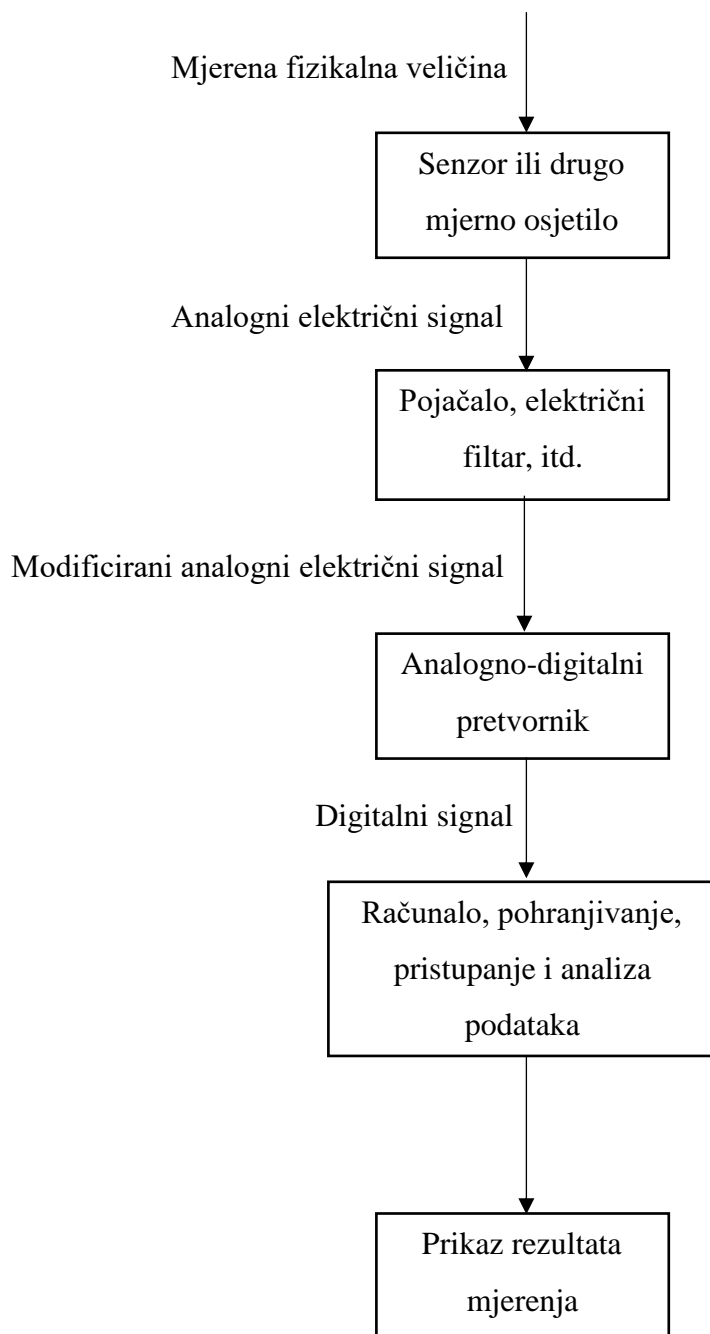 Mjerena fizikalna veličina
Senzor ili drugo
mjerno osjetilo
Analogni električni signal
Pojačalo, električni
filtar, itd.
Modificirani analogni električni signal
Analogno-digitalni
pretvornik
Digitalni signal
Računalo, pohranjivanje,
pristupanje i analiza
podataka
Prikaz rezultata
mjerenja